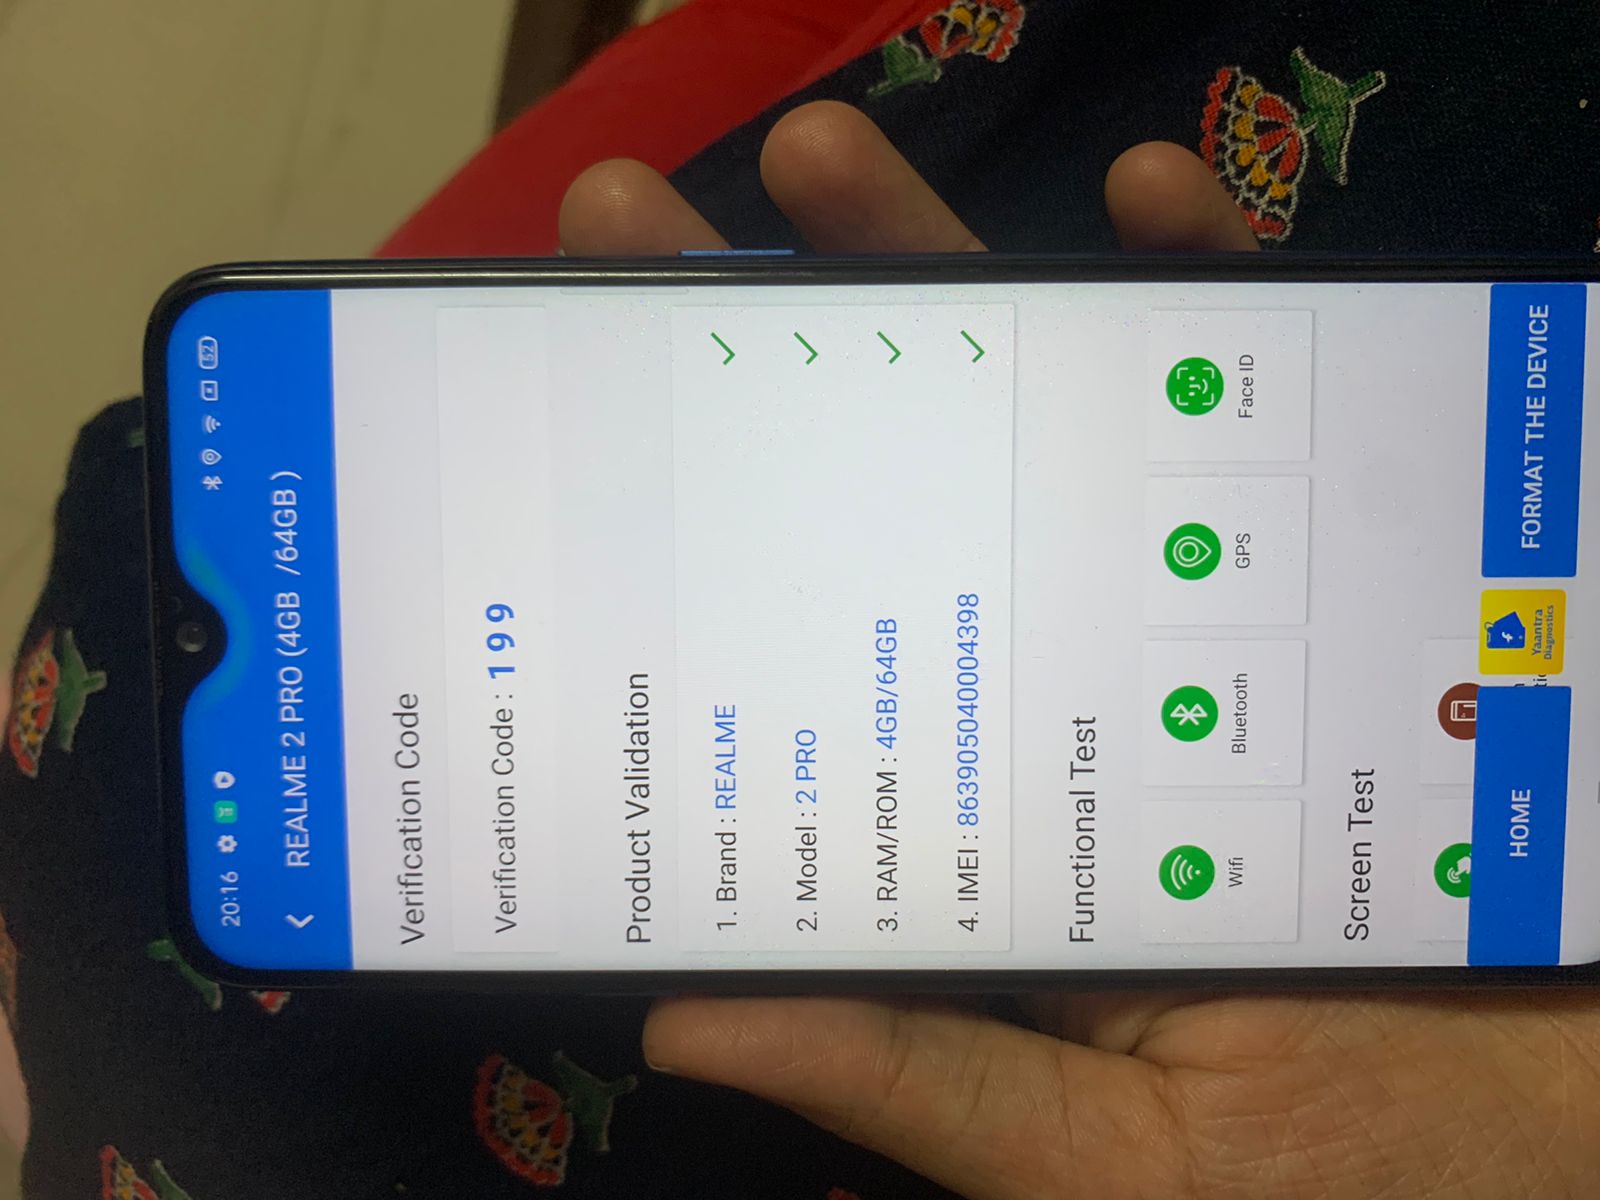 20:16
52
REALME 2 PRO (4GB /64GB )
Verification Code
Verification Code : 199
Product Validation
1. Brand : REALME
2. Model : 2 PRO
3. RAM/ROM : 4GB/64GB
4. IMEI : 863905040004398
Functional Test
Wifi
Bluetooth
GPS
Face ID
Screen Test
HOME
Yaantra
Diagnostics
FORMAT THE DEVICE